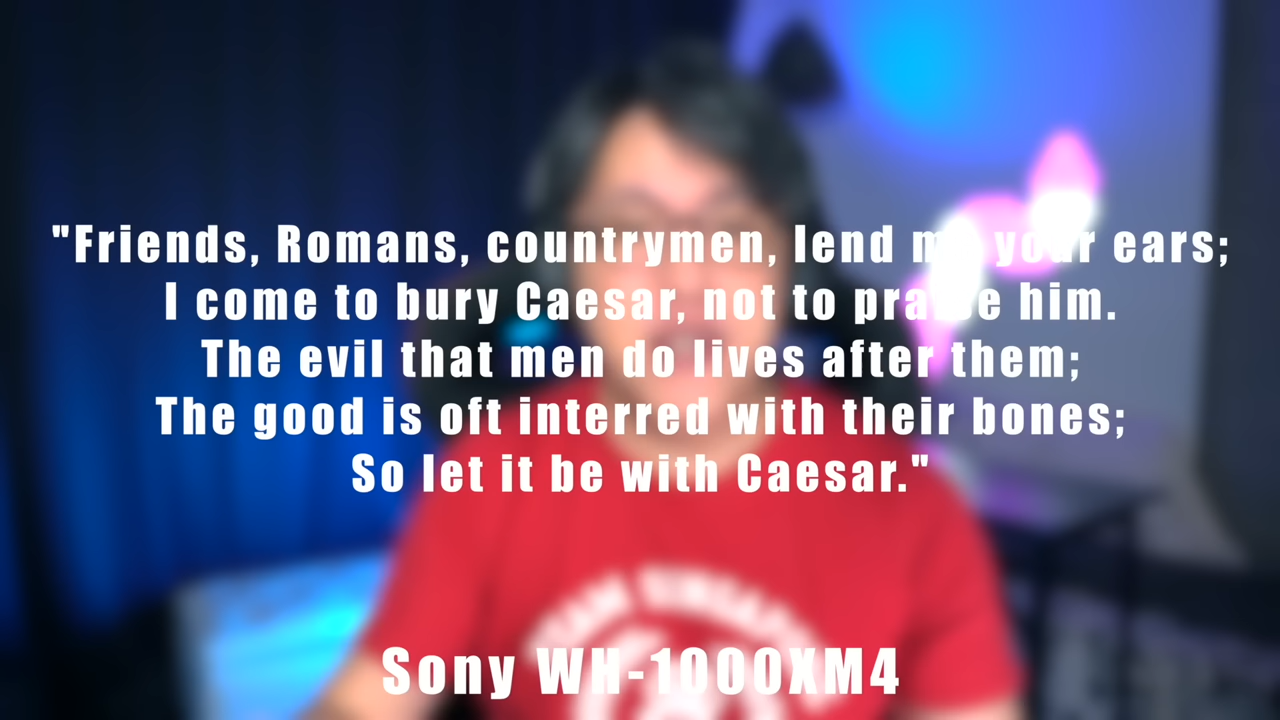 "Friends, Romans, countrymen, lend me your ears;
I come to bury Caesar, not to praise him.
The evil that men do lives after them;
The good is oft interred with their bones;
So let it be with Caesar."
Sony WH-1000XM4